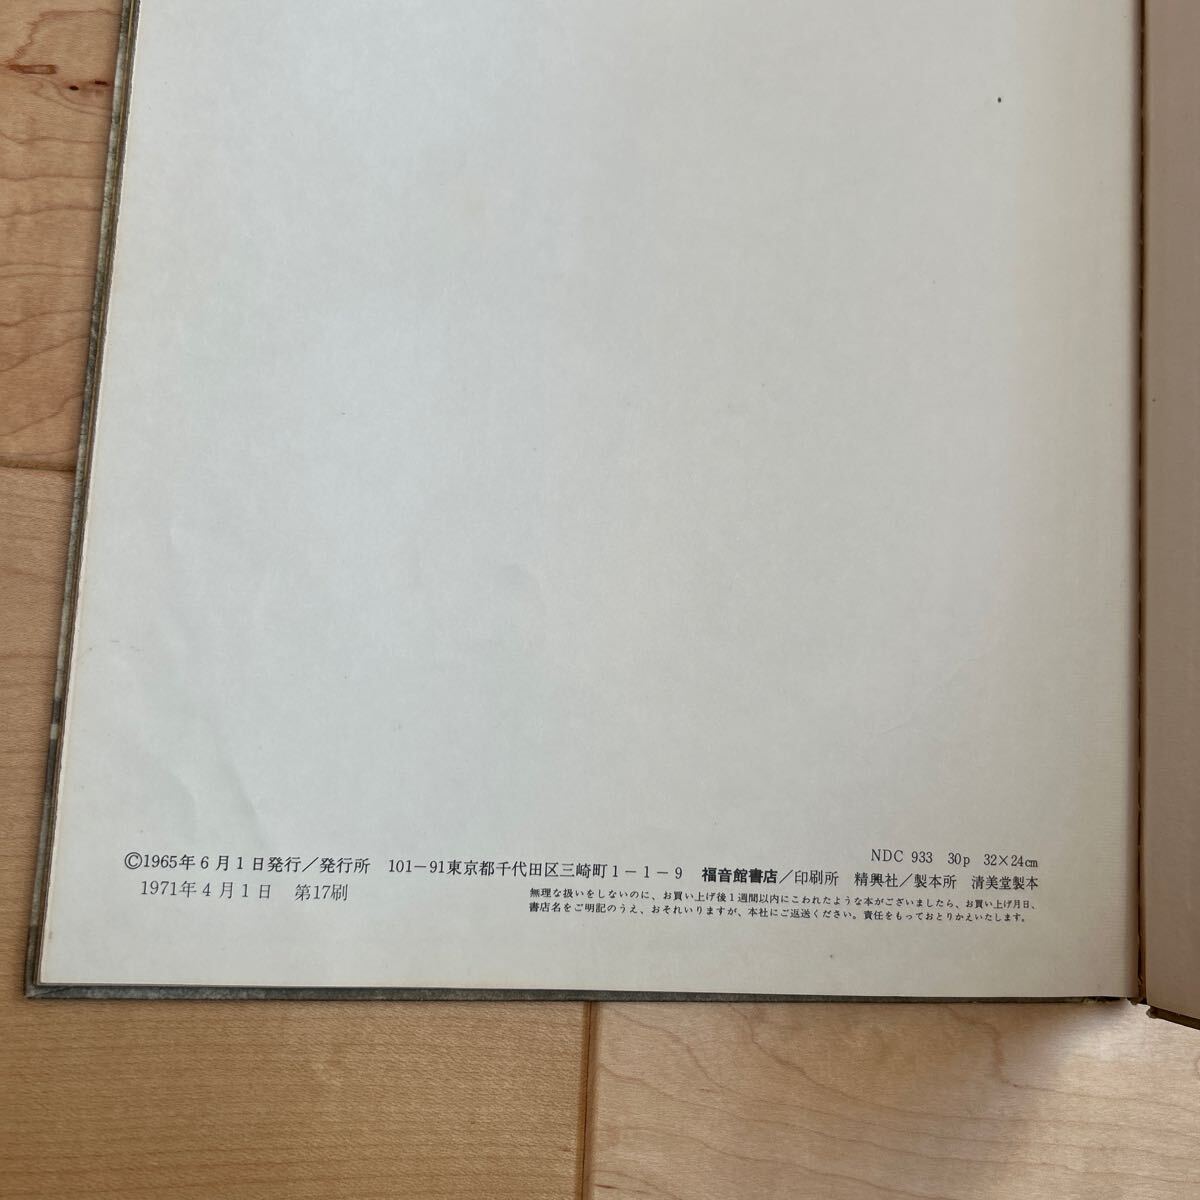 NDC 933 30p 32×24cm
©1965年6月1日発行／発行所 101−91東京都千代田区三崎町1−1−9 福音館書店／印刷所 精興社／製本所 清美堂製本
1971年4月1日 第17刷
無理な扱いをしないのに、お買い上げ後1週間以内にこわれたような本がございましたら、お買い上げ月日、
書店名をご明記のうえ、おそれいりますが、本社にご返送ください。責任をもっておとりかえいたします。